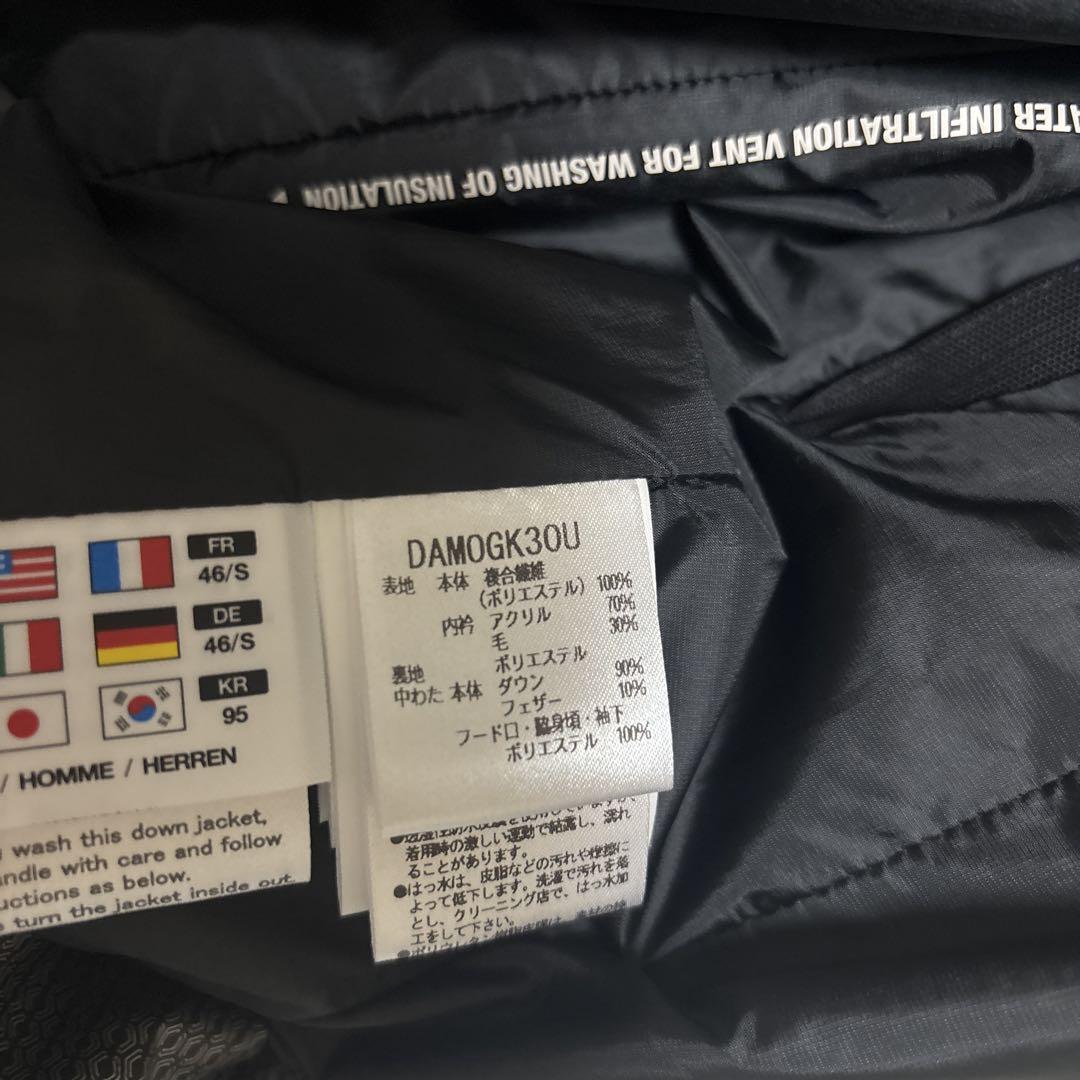 ATER INFILTRATION VENT FOR WASHING OF INSULATION
FR
46/S
DE
46/S
KR
95
/ HOMME / HERREN
wash this down jacket,
ndle with care and follow
uctions as below.
turn the jacket inside out.
DAMOGK30U
表地 本体 複合繊維
(ポリエステル) 100%
内衿 アクリル 70%
毛 30%
裏地 ポリエステル
中わた 本体 ダウン 90%
フェザー 10%
フードロ・脇身頃・袖下
ポリエステル 100%
着用時の激しい運動で結露し、濡れ
ることがあります。
●はっ水は、皮脂などの汚れや摩擦に
よって低下します。洗濯で汚れを落
とし、クリーニング店で、はっ水加
工をして下さい。